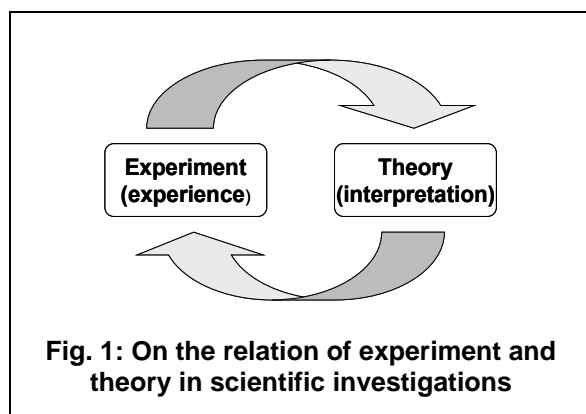 Experiment
(experience)
Theory
(interpretation)
Fig. 1: On the relation of experiment and
theory in scientific investigations